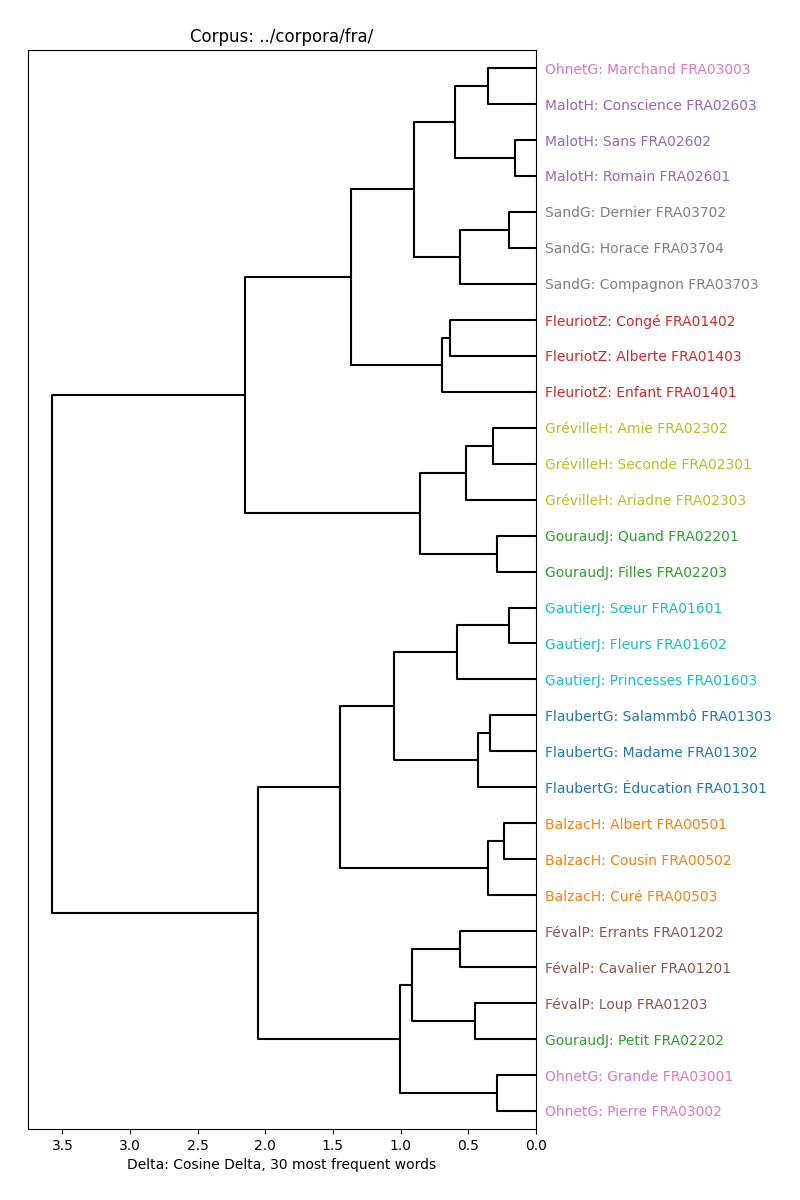 Corpus: ../corpora/fra/
OhnetG: Marchand FRA03003
MalotH: Conscience FRA02603
MalotH: Sans FRA02602
MalotH: Romain FRA02601
SandG: Dernier FRA03702
SandG: Horace FRA03704
SandG: Compagnon FRA03703
FleuriotZ: Congé FRA01402
FleuriotZ: Alberte FRA01403
FleuriotZ: Enfant FRA01401
GrévilleH: Amie FRA02302
GrévilleH: Seconde FRA02301
GrévilleH: Ariadne FRA02303
GouraudJ: Quand FRA02201
GouraudJ: Filles FRA02203
GautierJ: Sœur FRA01601
GautierJ: Fleurs FRA01602
GautierJ: Princesses FRA01603
FlaubertG: Salammbô FRA01303
FlaubertG: Madame FRA01302
FlaubertG: Éducation FRA01301
BalzacH: Albert FRA00501
BalzacH: Cousin FRA00502
BalzacH: Curé FRA00503
FévalP: Errants FRA01202
FévalP: Cavalier FRA01201
FévalP: Loup FRA01203
GouraudJ: Petit FRA02202
OhnetG: Grande FRA03001
OhnetG: Pierre FRA03002
3.5 3.0 2.5 2.0 1.5 1.0 0.5 0.0
Delta: Cosine Delta, 30 most frequent words